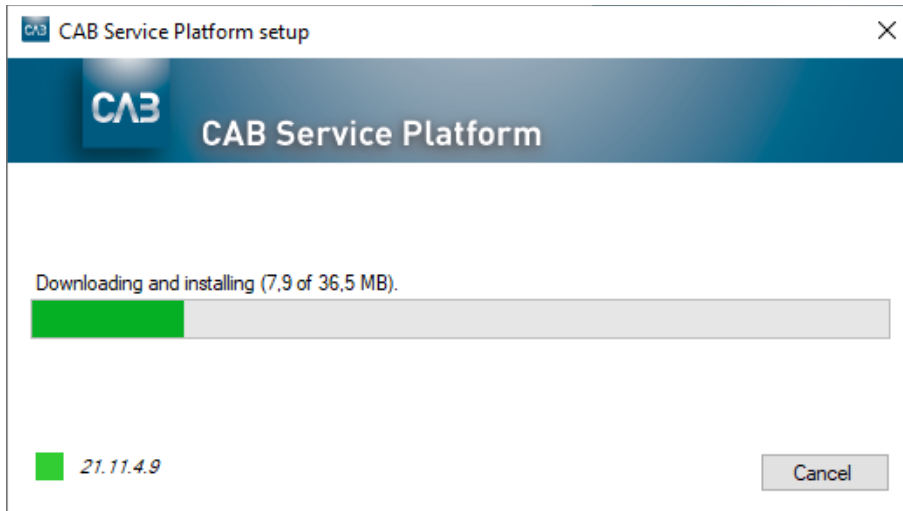 CAB
CAB Service Platform setup
CAB
CAB Service Platform
Downloading and installing (7,9 of 36,5 MB).
21.11.4.9
Cancel